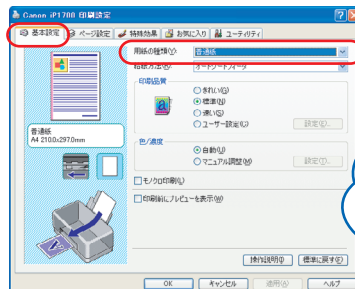 Canon iP1700 印刷設定
基本設定 ページ設定 特殊効果 お気に入り ユーティリティ
用紙の種類(Y): 普通紙
給紙方法(C): オートシートフィーダ
印刷品質
きれい(G)
標準(N)
速い(S)
ユーザー設定(U) 設定(Q)...
普通紙
A4 210.0x297.0mm
色/濃度
自動(U)
マニュアル調整(M) 設定(T)...
モノクロ印刷(L)
印刷前にプレビューを表示(W)
操作説明(I) 標準に戻す(F)
OK キャンセル 適用(A) ヘルプ